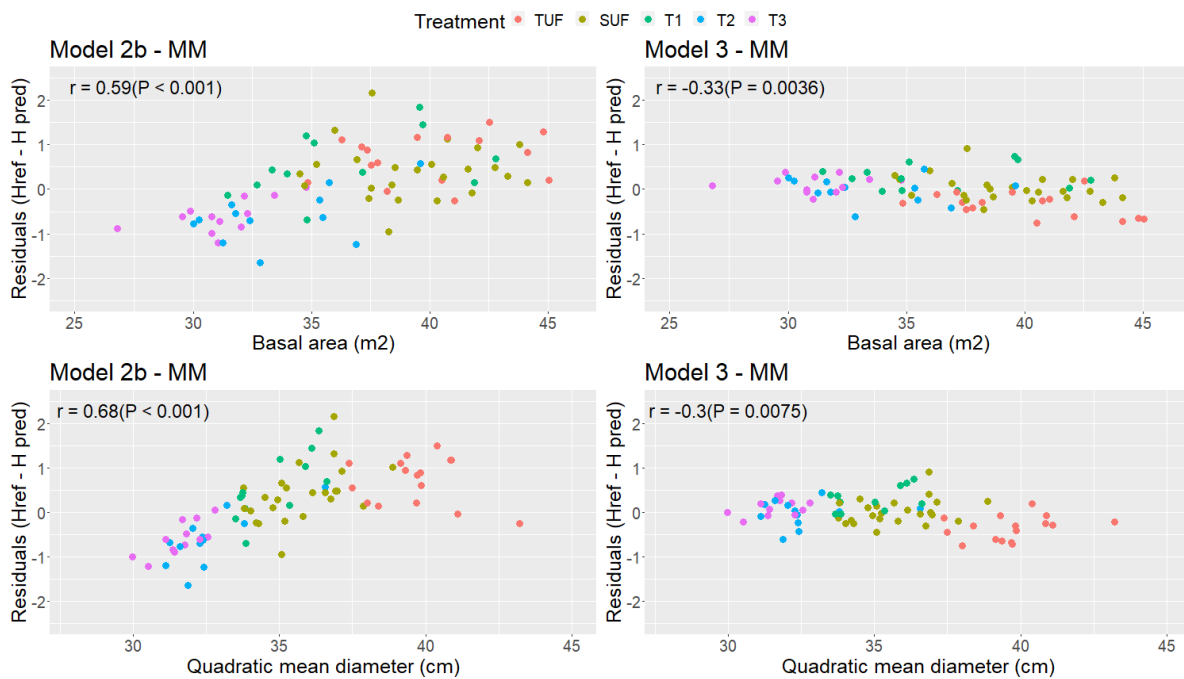 Treatment TUF SUF T1 T2 T3
Model 2b - MM
r = 0.59(P < 0.001)
Residuals (Href - H pred)
2
1
0
-1
-2
25 30 35 40 45
Basal area (m2)
Model 3 - MM
r = -0.33(P = 0.0036)
Residuals (Href - H pred)
2
1
0
-1
-2
25 30 35 40 45
Basal area (m2)
Model 2b - MM
r = 0.68(P < 0.001)
Residuals (Href - H pred)
2
1
0
-1
-2
30 35 40 45
Quadratic mean diameter (cm)
Model 3 - MM
r = -0.3(P = 0.0075)
Residuals (Href - H pred)
2
1
0
-1
-2
30 35 40 45
Quadratic mean diameter (cm)